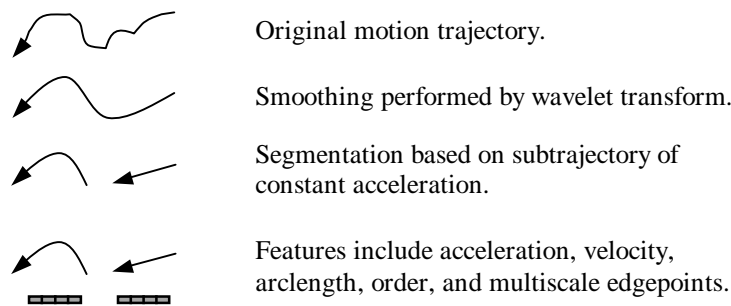 Original motion trajectory.
Smoothing performed by wavelet transform.
Segmentation based on subtrajectory of
constant acceleration.
Features include acceleration, velocity,
arclength, order, and multiscale edgepoints.